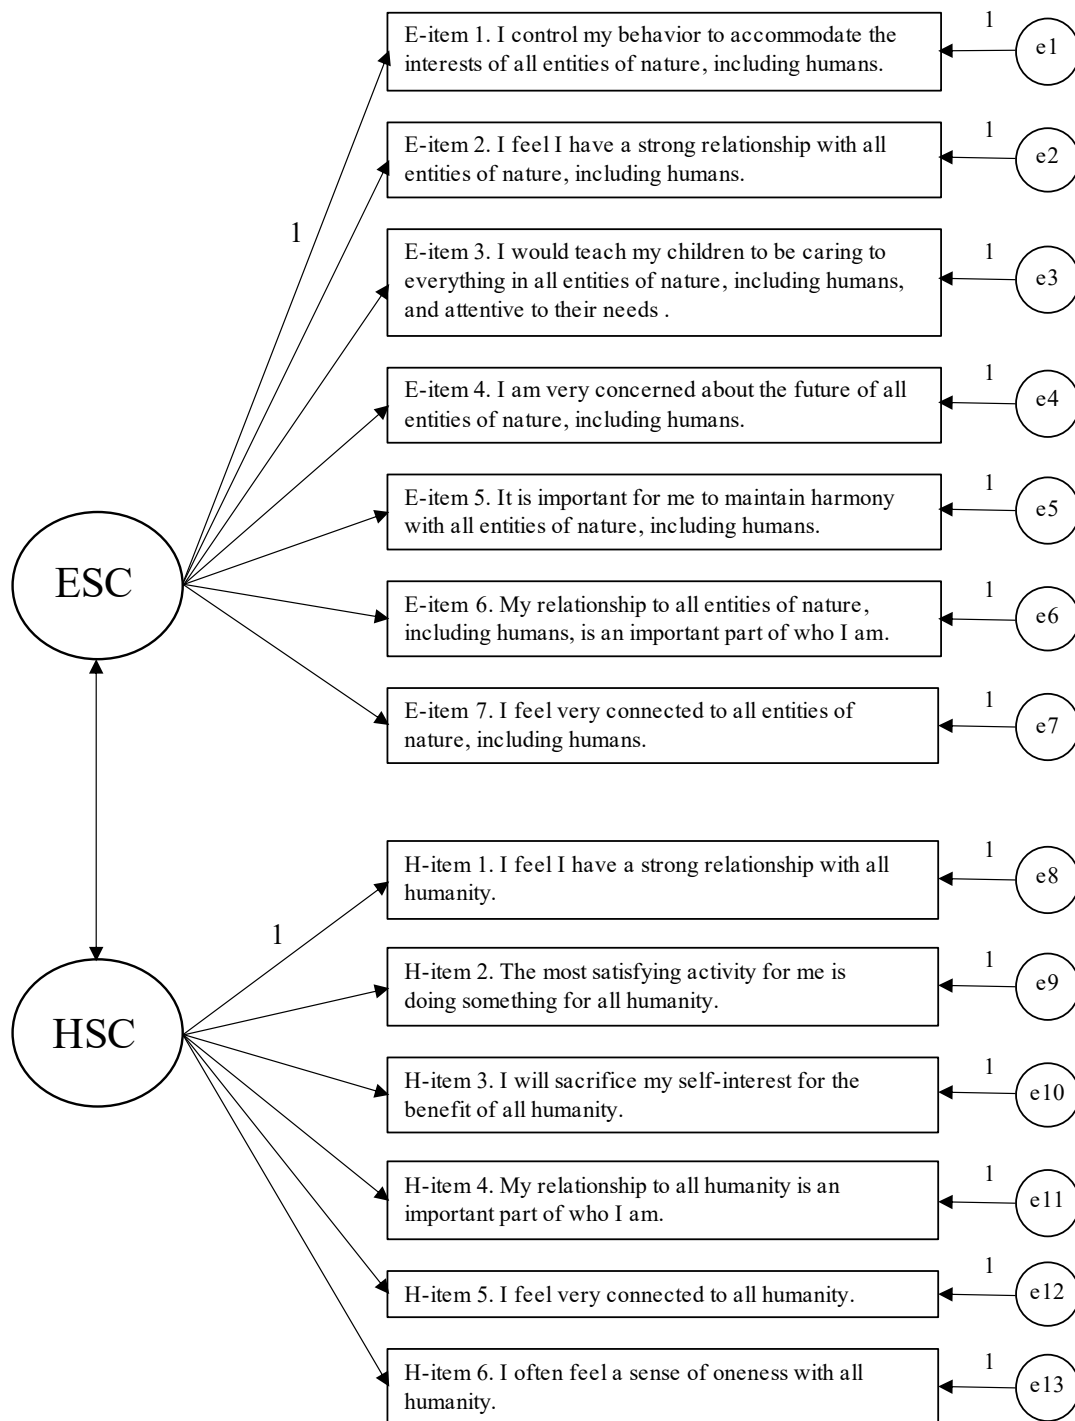 E-item 1. I control my behavior to accommodate the
interests of all entities of nature, including humans.
1
e1
E-item 2. I feel I have a strong relationship with all
entities of nature, including humans.
1
e2
1
E-item 3. I would teach my children to be caring to
everything in all entities of nature, including humans,
and attentive to their needs .
1
e3
E-item 4. I am very concerned about the future of all
entities of nature, including humans.
1
e4
E-item 5. It is important for me to maintain harmony
with all entities of nature, including humans.
1
e5
ESC
E-item 6. My relationship to all entities of nature,
including humans, is an important part of who I am.
1
e6
E-item 7. I feel very connected to all entities of
nature, including humans.
1
e7
H-item 1. I feel I have a strong relationship with all
humanity.
1
e8
1
H-item 2. The most satisfying activity for me is
doing something for all humanity.
1
e9
HSC
H-item 3. I will sacrifice my self-interest for the
benefit of all humanity.
1
e10
H-item 4. My relationship to all humanity is an
important part of who I am.
1
e11
H-item 5. I feel very connected to all humanity.
1
e12
H-item 6. I often feel a sense of oneness with all
humanity.
1
e13